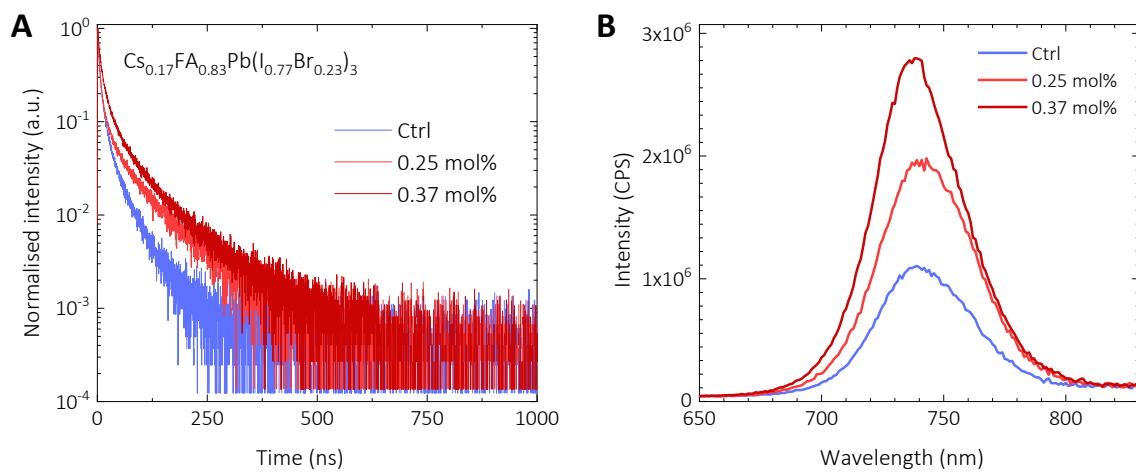 A
Cs0.17FA0.83Pb(I0.77Br0.23)3
Ctrl
0.25 mol%
0.37 mol%
Normalised intensity (a.u.)
10^0
10^-1
10^-2
10^-3
10^-4
0
250
500
750
1000
Time (ns)
B
Ctrl
0.25 mol%
0.37 mol%
Intensity (CPS)
3x10^6
2x10^6
1x10^6
0
650
700
750
800
Wavelength (nm)